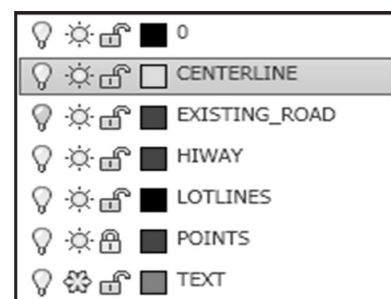 0
CENTERLINE
EXISTING_ROAD
HIWAY
LOTLINES
POINTS
TEXT